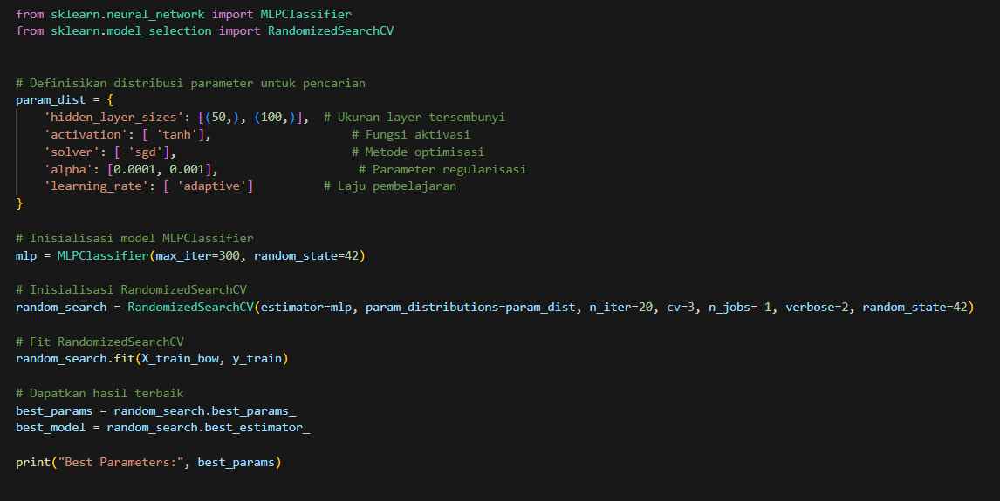 from sklearn.neural_network import MLPClassifier
from sklearn.model_selection import RandomizedSearchCV
# Definisikan distribusi parameter untuk pencarian
param_dist = {
    'hidden_layer_sizes': [(50,), (100,)],  # Ukuran layer tersembunyi
    'activation': [ 'tanh'],                    # Fungsi aktivasi
    'solver': [ 'sgd'],                         # Metode optimisasi
    'alpha': [0.0001, 0.001],                    # Parameter regularisasi
    'learning_rate': [ 'adaptive']          # Laju pembelajaran
}
# Inisialisasi model MLPClassifier
mlp = MLPClassifier(max_iter=300, random_state=42)
# Inisialisasi RandomizedSearchCV
random_search = RandomizedSearchCV(estimator=mlp, param_distributions=param_dist, n_iter=20, cv=3, n_jobs=-1, verbose=2, random_state=42)
# Fit RandomizedSearchCV
random_search.fit(X_train_bow, y_train)
# Dapatkan hasil terbaik
best_params = random_search.best_params_
best_model = random_search.best_estimator_
print("Best Parameters:", best_params)